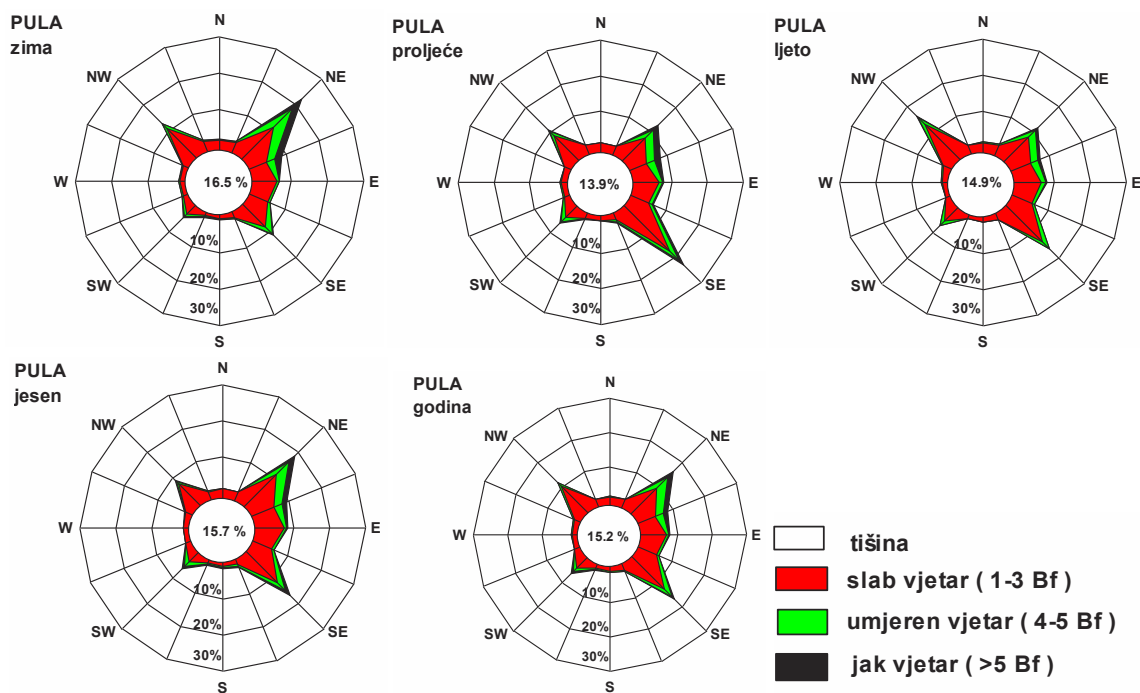 PULA
zima
N
NW
NE
W
16.5 %
E
10%
20%
30%
SW
SE
S
PULA
proljeće
N
NW
NE
W
13.9%
E
10%
20%
30%
SW
SE
S
PULA
ljeto
N
NW
NE
W
14.9%
E
10%
20%
30%
SW
SE
S
PULA
jesen
N
NW
NE
W
15.7 %
E
10%
20%
30%
SW
SE
S
PULA
godina
N
NW
NE
W
15.2 %
E
10%
20%
30%
SW
SE
S
tišina
slab vjetar ( 1-3 Bf )
umjeren vjetar ( 4-5 Bf )
jak vjetar ( >5 Bf )